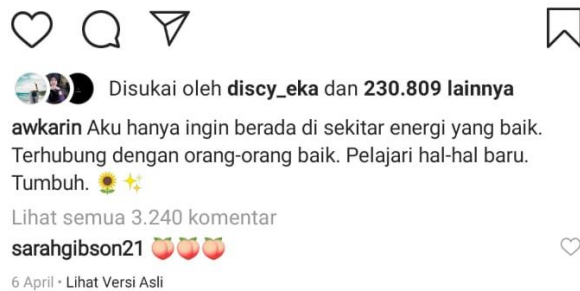 Disukai oleh discy_eka dan 230.809 lainnya
awkarin Aku hanya ingin berada di sekitar energi yang baik.
Terhubung dengan orang-orang baik. Pelajari hal-hal baru.
Tumbuh. 🌻✨
Lihat semua 3.240 komentar
sarahgibson21 🍑🍑🍑
6 April · Lihat Versi Asli